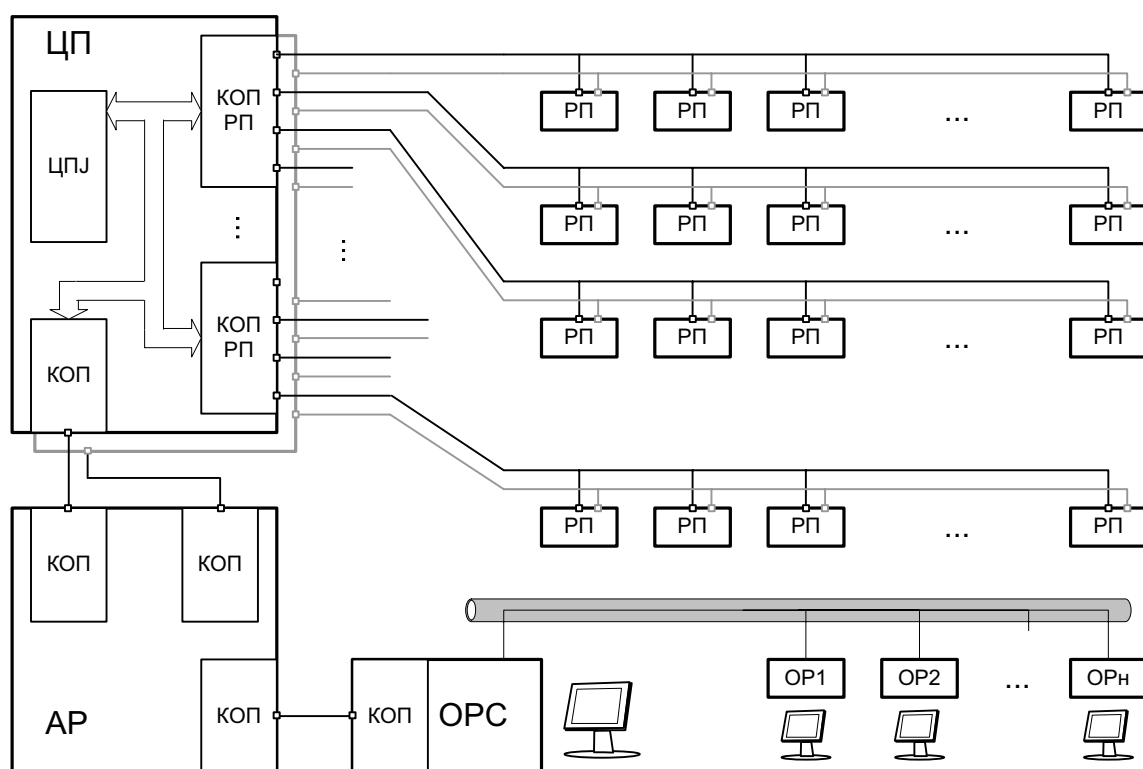 ЦП
КОП
РП
ЦПЈ
⋮
КОП
РП
КОП
⋮
РП РП РП ... РП
РП РП РП ... РП
РП РП РП ... РП
РП РП РП ... РП
КОП КОП
КОП
АР
КОП ОРС
ОР1 ОР2 ... ОРн